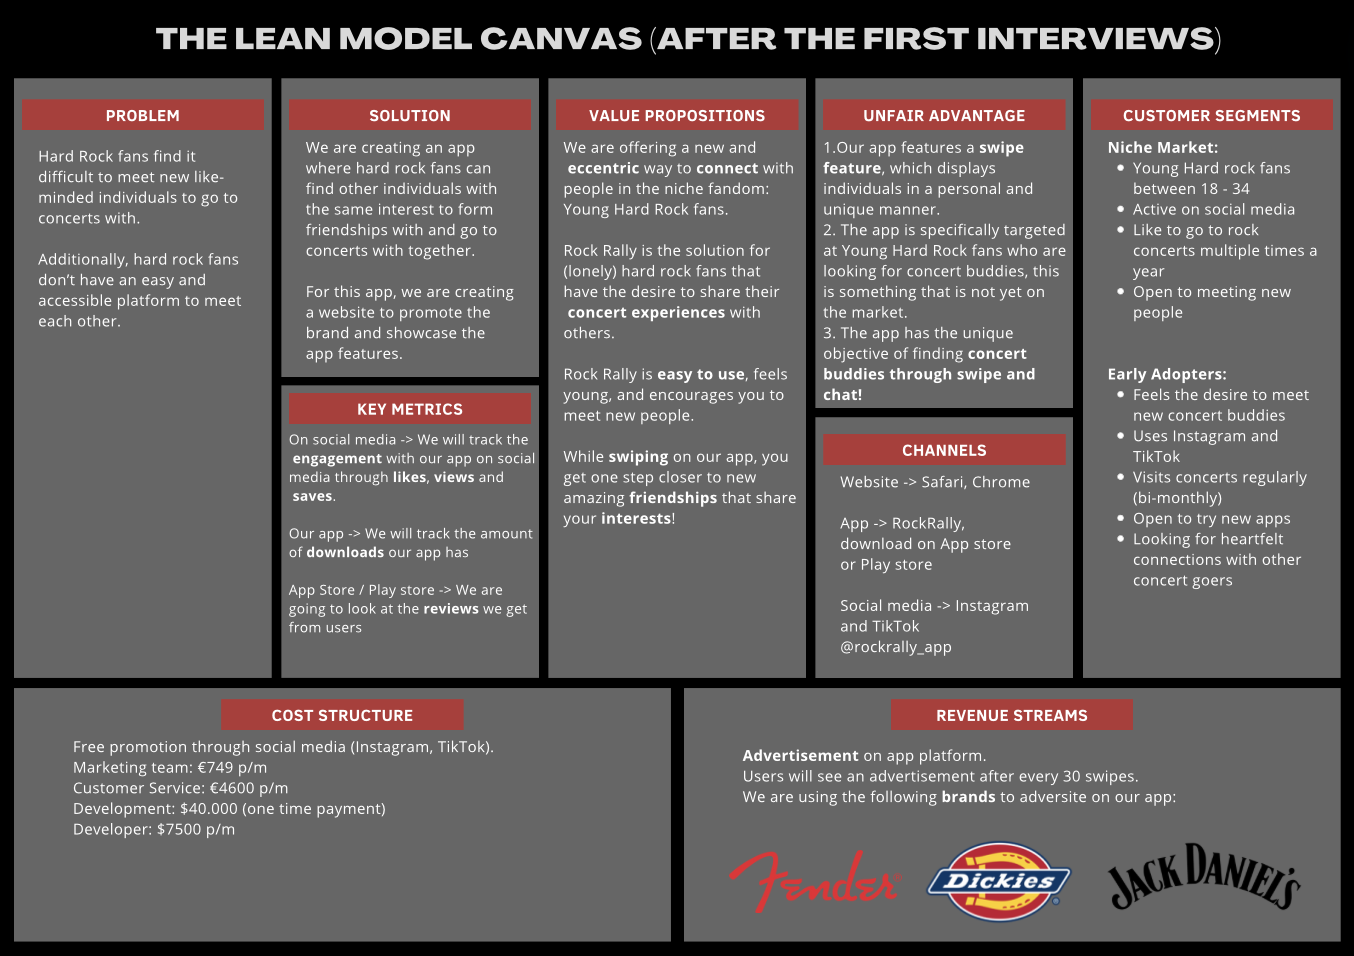 THE LEAN MODEL CANVAS (AFTER THE FIRST INTERVIEWS)
PROBLEM
Hard Rock fans find it
difficult to meet new like-
minded individuals to go to
concerts with.
Additionally, hard rock fans
don’t have an easy and
accessible platform to meet
each other.
SOLUTION
We are creating an app
where hard rock fans can
find other individuals with
the same interest to form
friendships with and go to
concerts with together.
For this app, we are creating
a website to promote the
brand and showcase the
app features.
KEY METRICS
On social media -> We will track the
engagement with our app on social
media through likes, views and
saves.
Our app -> We will track the amount
of downloads our app has
App Store / Play store -> We are
going to look at the reviews we get
from users
VALUE PROPOSITIONS
We are offering a new and
eccentric way to connect with
people in the niche fandom:
Young Hard Rock fans.
Rock Rally is the solution for
(lonely) hard rock fans that
have the desire to share their
concert experiences with
others.
Rock Rally is easy to use, feels
young, and encourages you to
meet new people.
While swiping on our app, you
get one step closer to new
amazing friendships that share
your interests!
UNFAIR ADVANTAGE
1.Our app features a swipe
feature, which displays
individuals in a personal and
unique manner.
2. The app is specifically targeted
at Young Hard Rock fans who are
looking for concert buddies, this
is something that is not yet on
the market.
3. The app has the unique
objective of finding concert
buddies through swipe and
chat!
CHANNELS
Website -> Safari, Chrome
App -> RockRally,
download on App store
or Play store
Social media -> Instagram
and TikTok
@rockrally_app
CUSTOMER SEGMENTS
Niche Market:
• Young Hard rock fans
between 18 - 34
• Active on social media
• Like to go to rock
concerts multiple times a
year
• Open to meeting new
people
Early Adopters:
• Feels the desire to meet
new concert buddies
• Uses Instagram and
TikTok
• Visits concerts regularly
(bi-monthly)
• Open to try new apps
• Looking for heartfelt
connections with other
concert goers
COST STRUCTURE
Free promotion through social media (Instagram, TikTok).
Marketing team: €749 p/m
Customer Service: €4600 p/m
Development: $40.000 (one time payment)
Developer: $7500 p/m
REVENUE STREAMS
Advertisement on app platform.
Users will see an advertisement after every 30 swipes.
We are using the following brands to adversite on our app:
Fender
Dickies
JACK DANIEL'S